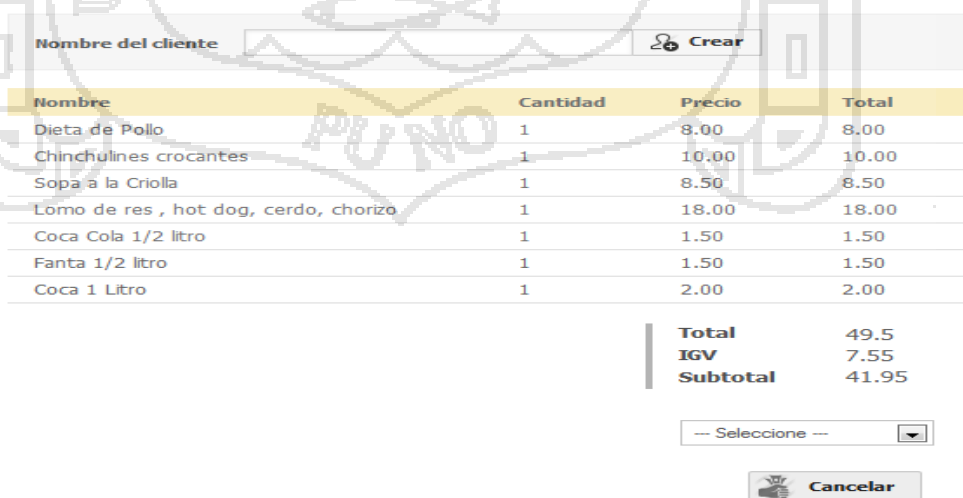 Nombre del cliente Crear
Nombre Cantidad Precio Total
Dieta de Pollo 1 8.00 8.00
Chinchulines crocantes 1 10.00 10.00
Sopa a la Criolla 1 8.50 8.50
Lomo de res , hot dog, cerdo, chorizo 1 18.00 18.00
Coca Cola 1/2 litro 1 1.50 1.50
Fanta 1/2 litro 1 1.50 1.50
Coca 1 Litro 1 2.00 2.00
Total 49.5
IGV 7.55
Subtotal 41.95
--- Seleccione ---
Cancelar
PUNO